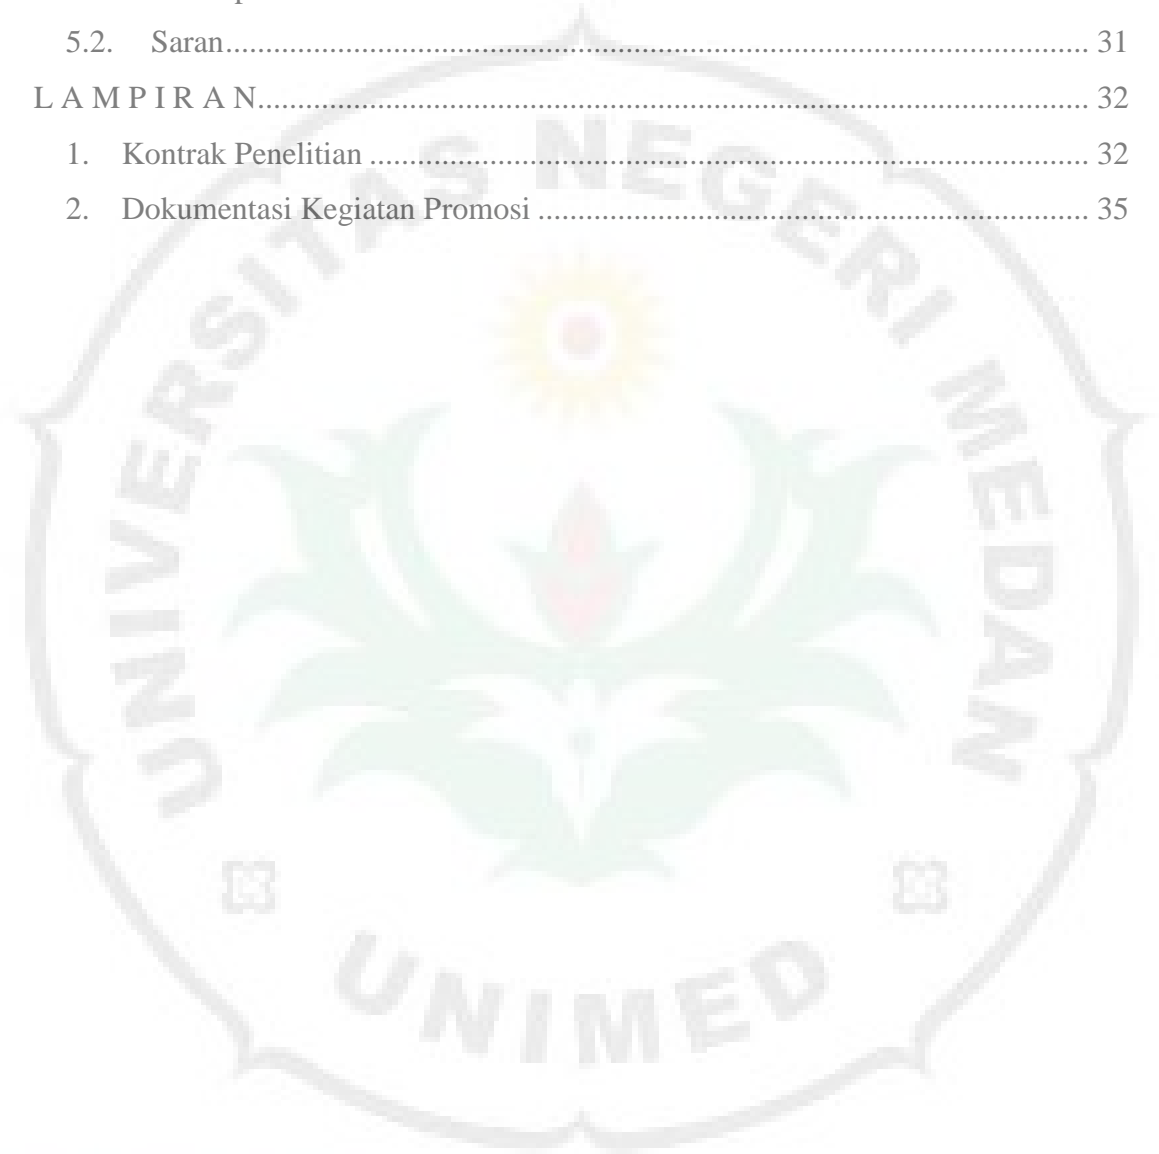 5.2. Saran.................................................................................................................. 31
L A M P I R A N.............................................................................................................. 32
1. Kontrak Penelitian ............................................................................................... 32
2. Dokumentasi Kegiatan Promosi ......................................................................... 35
UNIVERSITAS NEGERI MEDAN
UNIMED